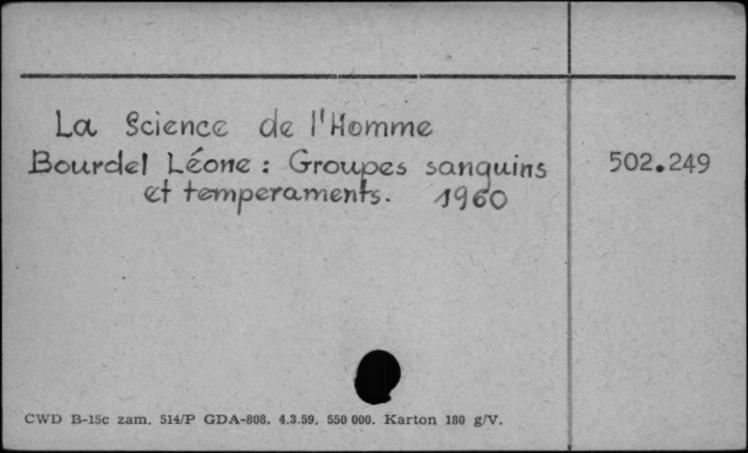 La Science de l'Homme
Bourdel Léone : Groupes sanguins
et temperaments. 1960
502.249
CWD B-15c zam. 514/P GDA-808. 4.3.59. 550 000. Karton 180 g/V.